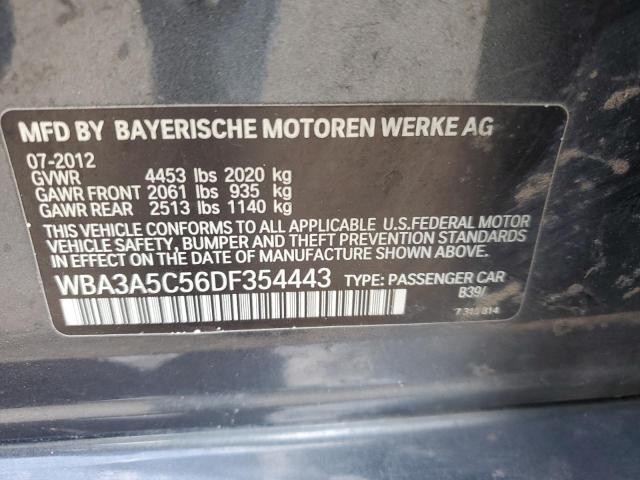 MFD BY BAYERISCHE MOTOREN WERKE AG
07-2012
GVWR 4453 lbs 2020 kg
GAWR FRONT 2061 lbs 935 kg
GAWR REAR 2513 lbs 1140 kg
THIS VEHICLE CONFORMS TO ALL APPLICABLE U.S.FEDERAL MOTOR
VEHICLE SAFETY, BUMPER AND THEFT PREVENTION STANDARDS
IN EFFECT ON THE DATE OF MANUFACTURE SHOWN ABOVE.
WBA3A5C56DF354443 TYPE: PASSENGER CAR
B39/